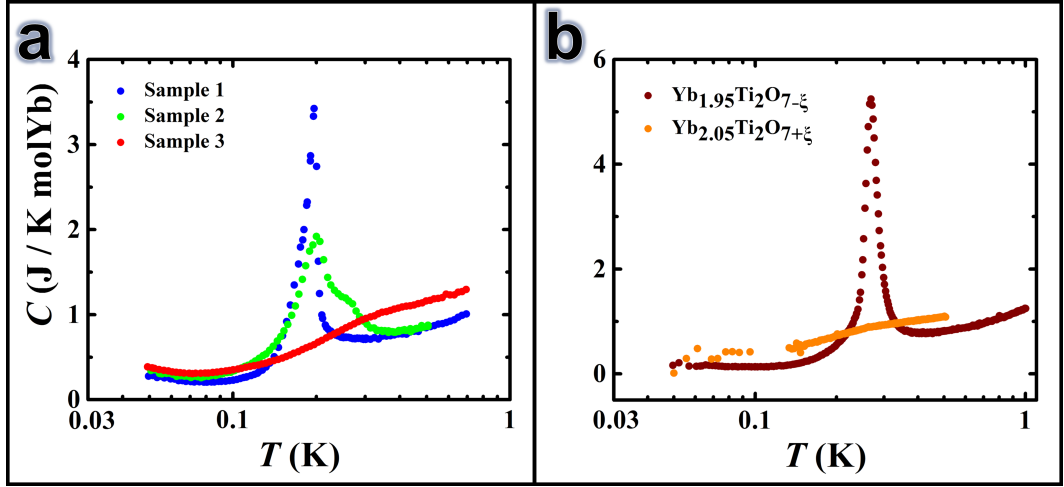 a
C (J / K molYb)
4
3
2
1
0
Sample 1
Sample 2
Sample 3
0.03
0.1
1
T (K)
b
6
4
2
0
Yb1.95Ti2O7-ξ
Yb2.05Ti2O7+ξ
0.03
0.1
1
T (K)